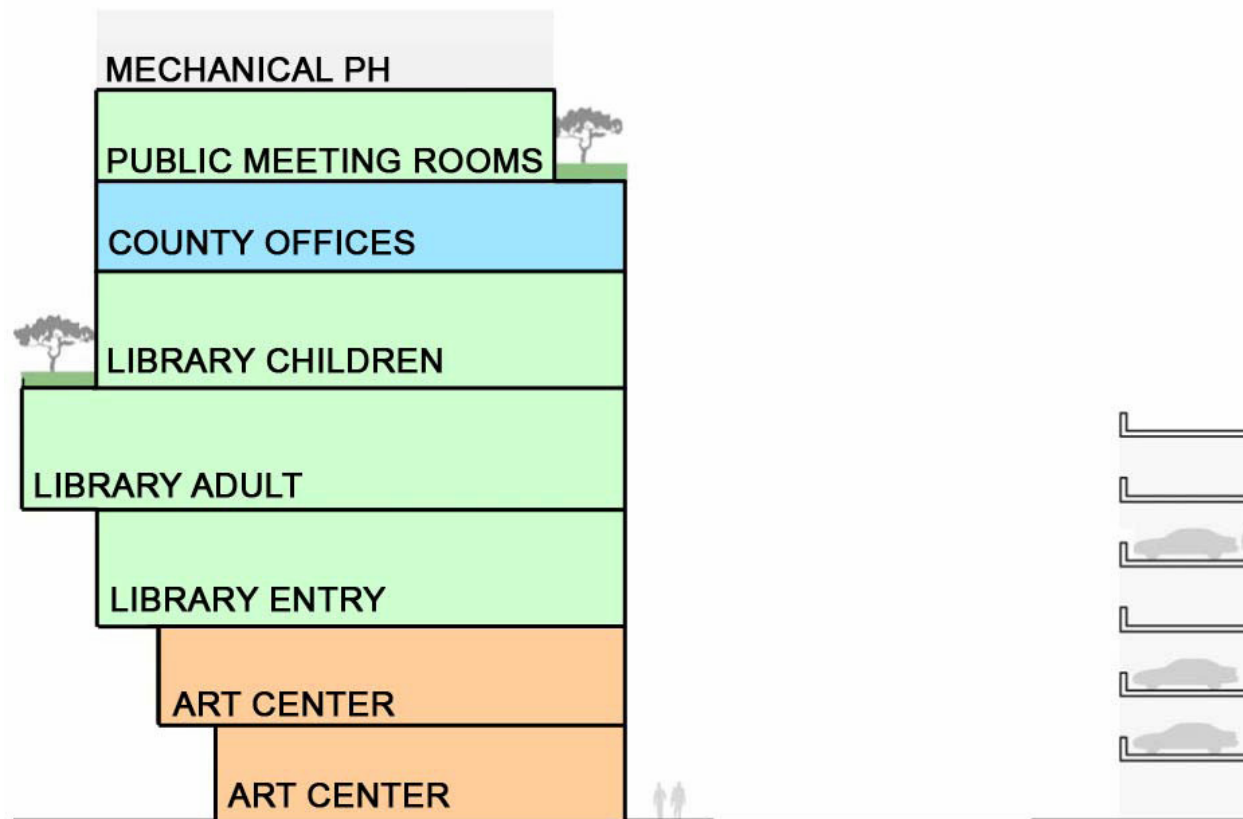 MECHANICAL PH
PUBLIC MEETING ROOMS
COUNTY OFFICES
LIBRARY CHILDREN
LIBRARY ADULT
LIBRARY ENTRY
ART CENTER
ART CENTER